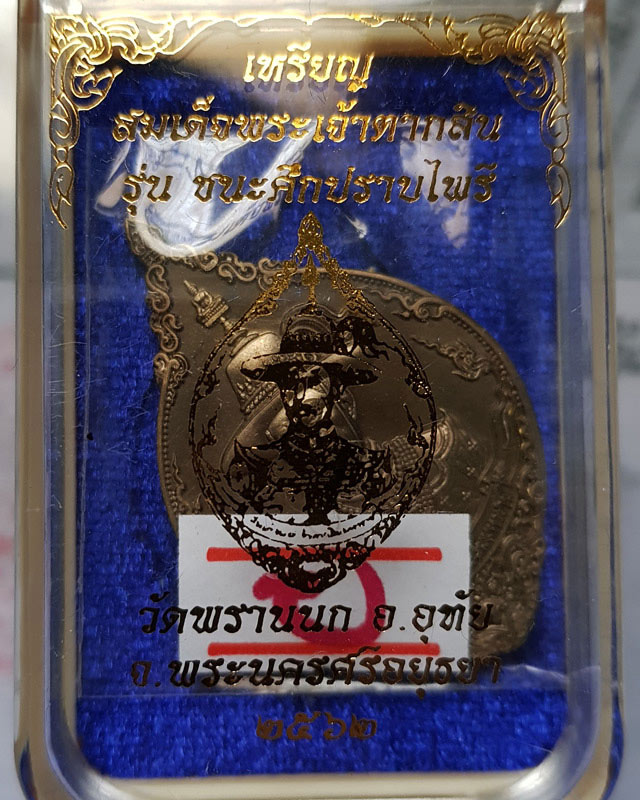 เหรียญ
สมเด็จพระเจ้าตากสิน
รุ่น ชนะศึกปราบไพรี
วัดพรานนก อ.อุทัย
จ.พระนครศรีอยุธยา
๒๕๖๒